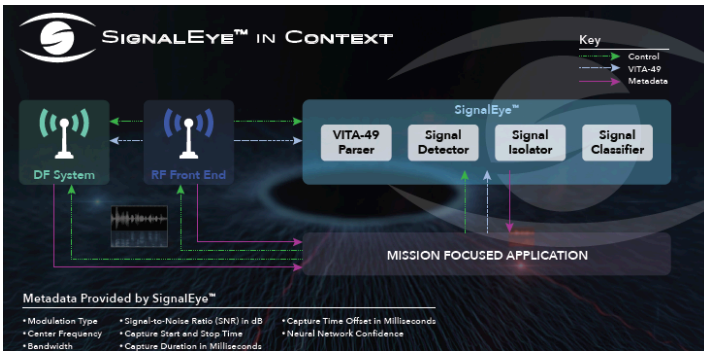 SIGNALEYE™ IN CONTEXT
Key
Control
VITA-49
Metadata
SignalEye™
VITA-49
Parser
Signal
Detector
Signal
Isolator
Signal
Classifier
DF System
RF Front End
MISSION FOCUSED APPLICATION
Metadata Provided by SignalEye™
• Modulation Type
• Center Frequency
• Bandwidth
• Signal-to-Noise Ratio (SNR) in dB
• Capture Start and Stop Time
• Capture Duration in Milliseconds
• Capture Time Offset in Milliseconds
• Neural Network Confidence